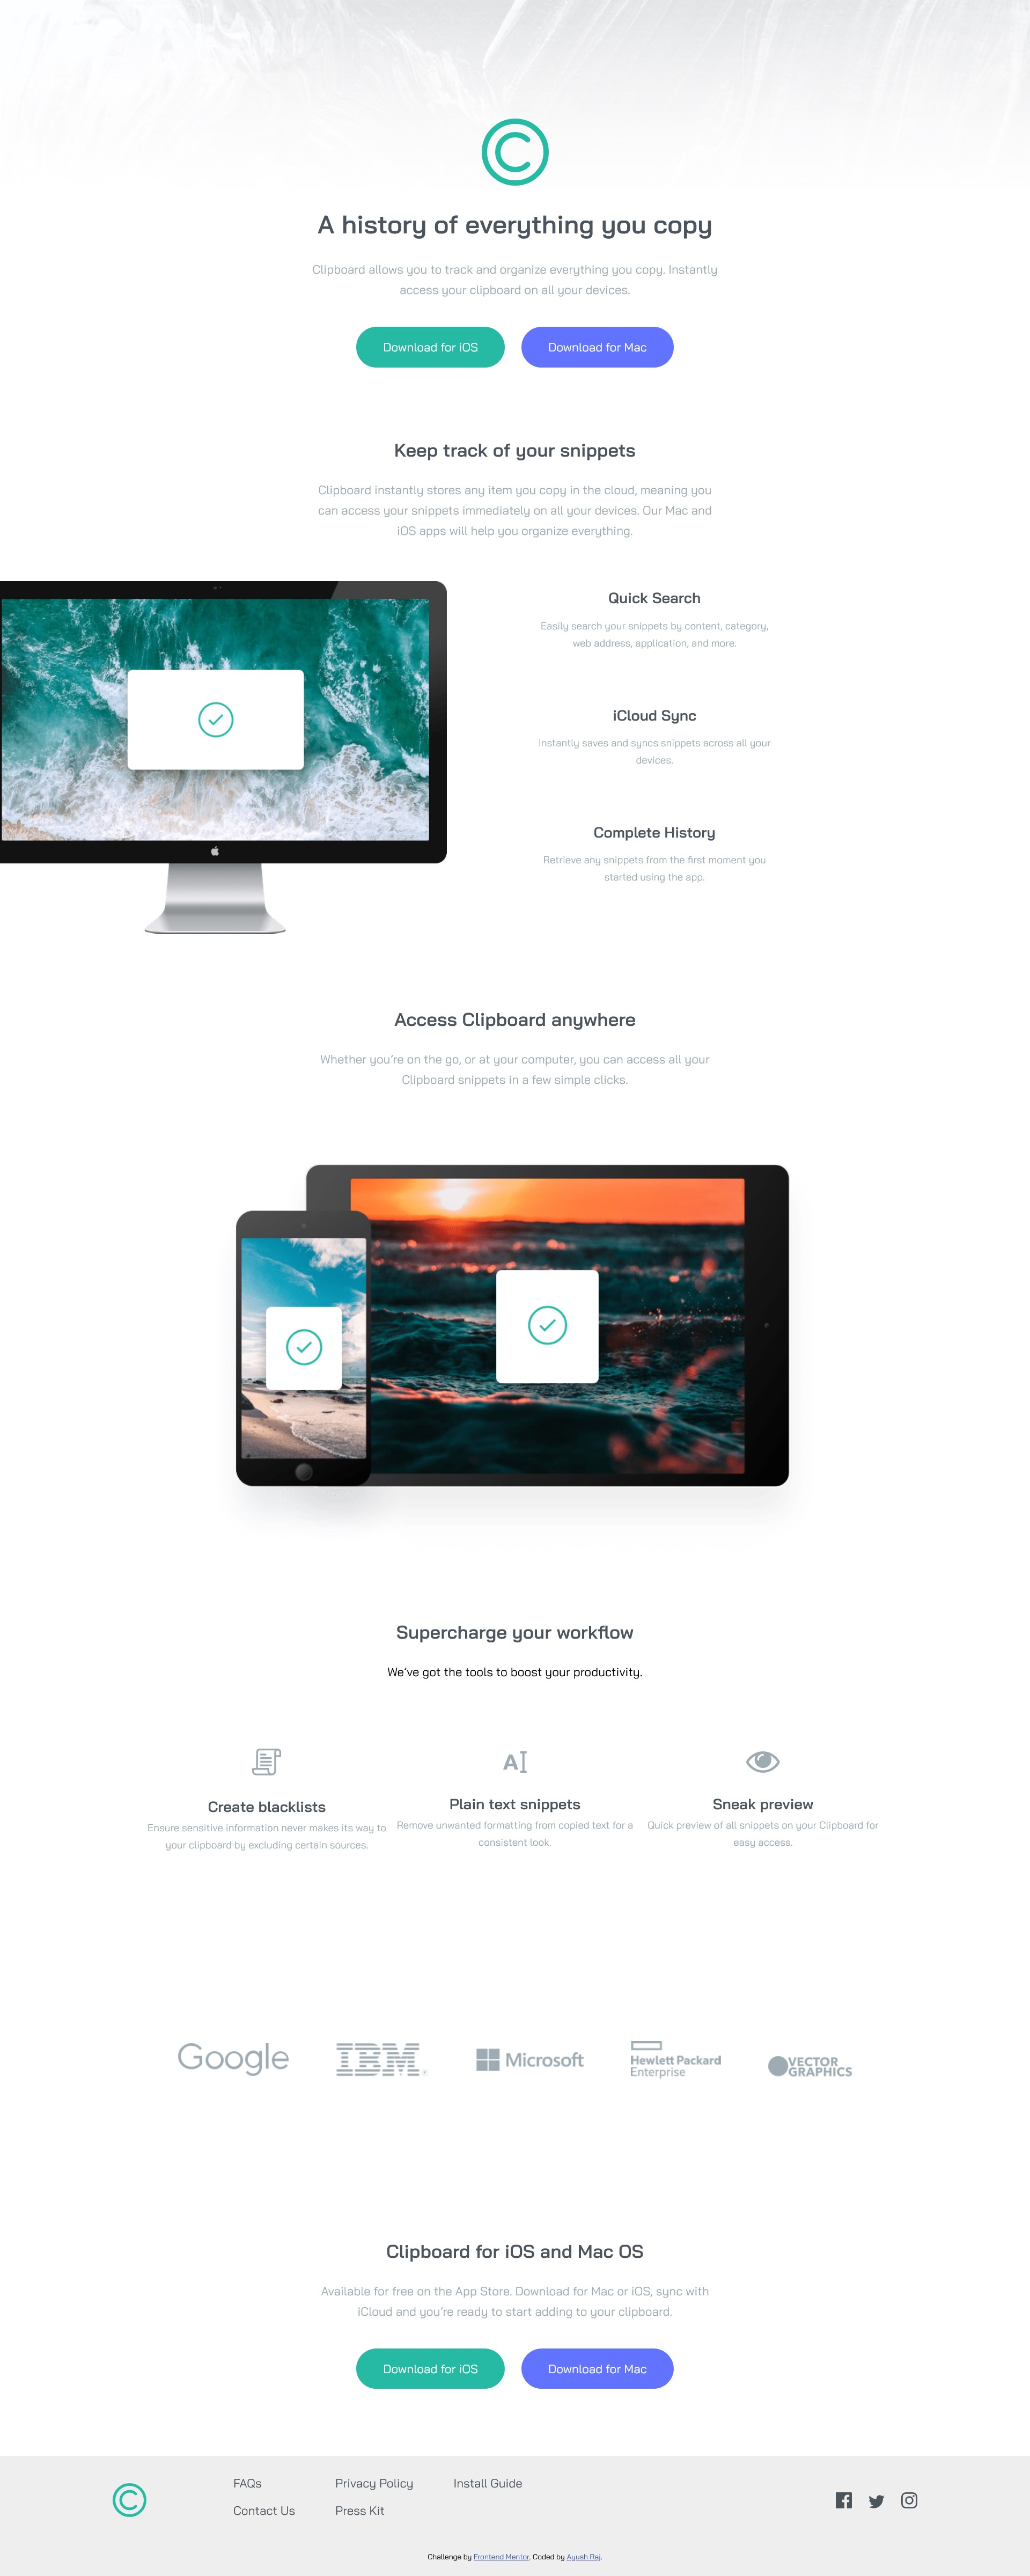 A history of everything you copy
Clipboard allows you to track and organize everything you copy. Instantly
access your clipboard on all your devices.
Download for iOS
Download for Mac
Keep track of your snippets
Clipboard instantly stores any item you copy in the cloud, meaning you
can access your snippets immediately on all your devices. Our Mac and
iOS apps will help you organize everything.
Quick Search
Easily search your snippets by content, category,
web address, application, and more.
iCloud Sync
Instantly saves and syncs snippets across all your
devices.
Complete History
Retrieve any snippets from the first moment you
started using the app.
Access Clipboard anywhere
Whether you're on the go, or at your computer, you can access all your
Clipboard snippets in a few simple clicks.
Supercharge your workflow
We've got the tools to boost your productivity.
Create blacklists
Ensure sensitive information never makes its way to
your clipboard by excluding certain sources.
AI
Plain text snippets
Remove unwanted formatting from copied text for a
consistent look.
Sneak preview
Quick preview of all snippets on your Clipboard for
easy access.
Google
IBM
Microsoft
Hewlett Packard
Enterprise
VECTOR
GRAPHICS
Clipboard for iOS and Mac OS
Available for free on the App Store. Download for Mac or iOS, sync with
iCloud and you're ready to start adding to your clipboard.
Download for iOS
Download for Mac
FAQs
Privacy Policy
Install Guide
Contact Us
Press Kit
Challenge by Frontend Mentor. Coded by Ayush Raj.